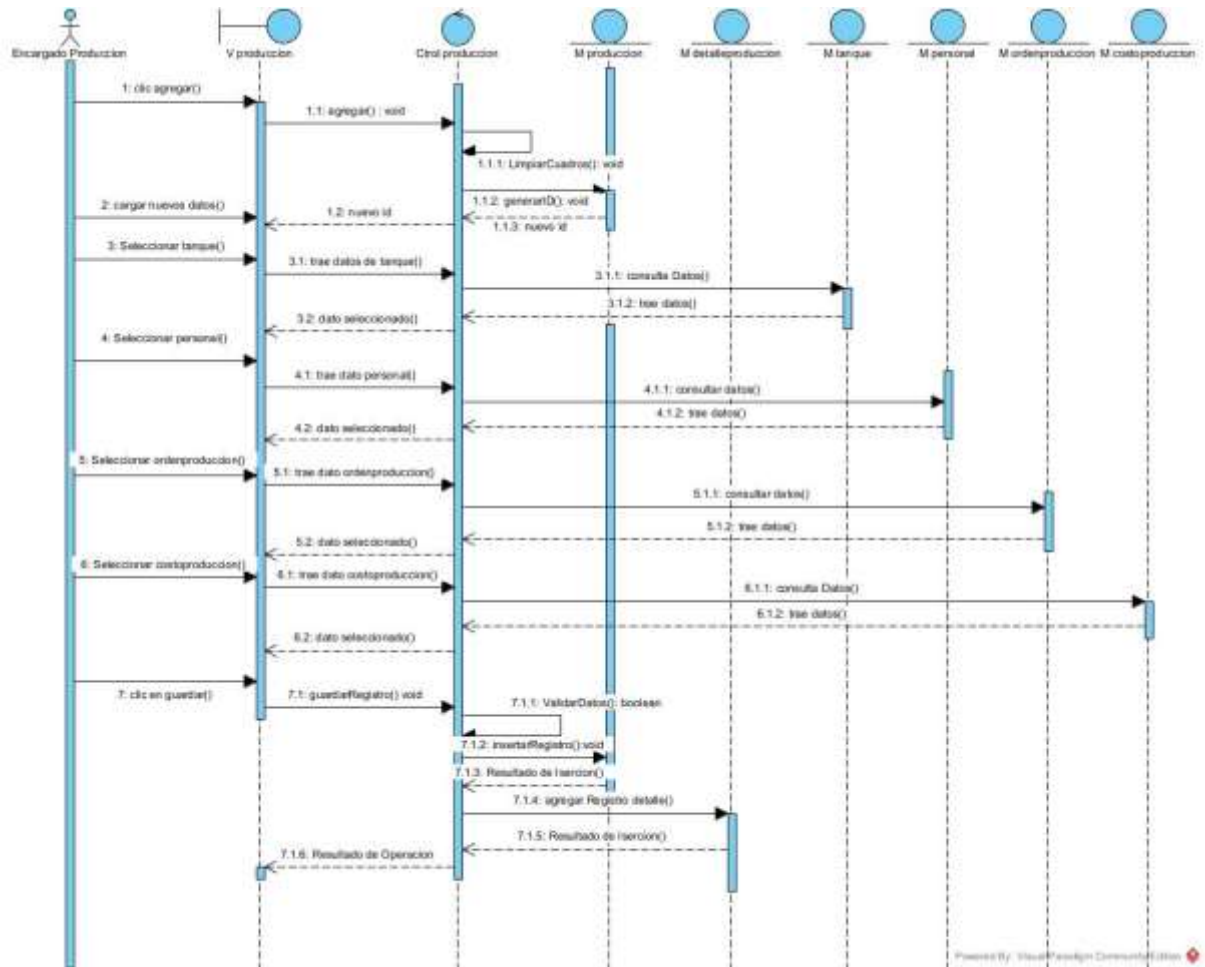 Encargado Produccion
V produccion
Ctrol produccion
M produccion
M detalleproduccion
M tanque
M personal
M ordenproduccion
M costoproduccion
1: clic agregar()
1.1: agregar() : void
1.1.1: LimpiarCuadros(): void
1.1.2: generarID(): void
2: cargar nuevos datos()
1.2: nuevo id
1.1.3: nuevo id
3: Seleccionar tanque()
3.1: trae datos de tanque()
3.1.1: consulta Datos()
3.1.2: trae datos()
3.2: dato seleccionado()
4: Seleccionar personal()
4.1: trae dato personal()
4.1.1: consultar datos()
4.1.2: trae datos()
4.2: dato seleccionado()
5: Seleccionar ordenproduccion()
5.1: trae dato ordenproduccion()
5.1.1: consultar datos()
5.1.2: trae datos()
5.2: dato seleccionado()
6: Seleccionar costoproduccion()
6.1: trae dato costoproduccion()
6.1.1: consulta Datos()
6.1.2: trae datos()
6.2: dato seleccionado()
7: clic en guardar()
7.1: guardarRegistro() void
7.1.1: ValidarDatos(): boolean
7.1.2: insertarRegistro():void
7.1.3: Resultado de Isercion()
7.1.4: agregar Registro detalle()
7.1.5: Resultado de Isercion()
7.1.6: Resultado de Operacion
Powered By: Visual Paradigm Community Edition